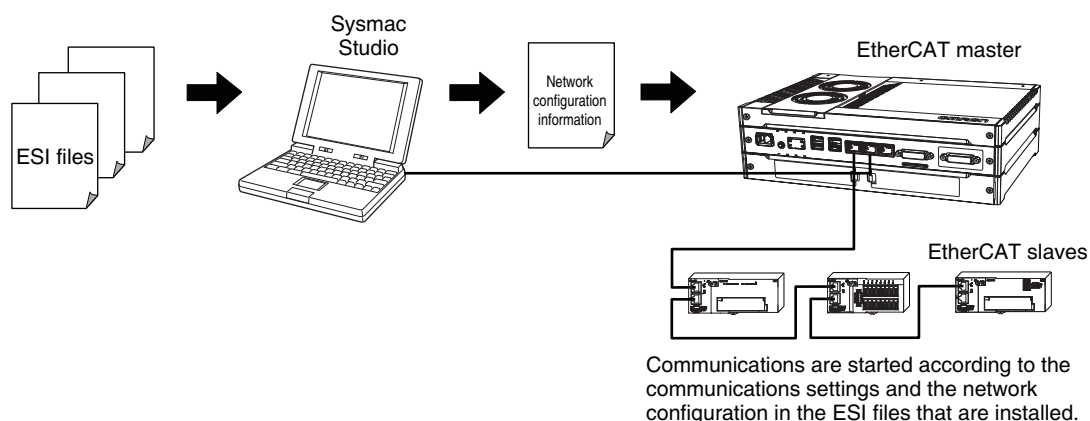 Sysmac
Studio
EtherCAT master
ESI files
Network
configuration
information
OMRON
EtherCAT slaves
Communications are started according to the
communications settings and the network
configuration in the ESI files that are installed.